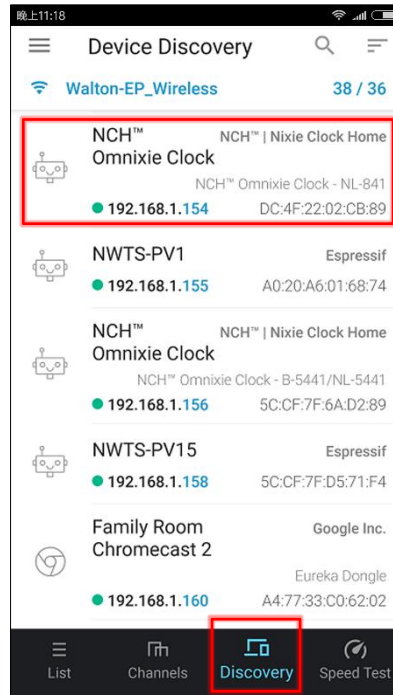 晚上11:18
Device Discovery
Walton-EP_Wireless 38 / 36
NCH™ Omnixie Clock
NCH™ | Nixie Clock Home
NCH™ Omnixie Clock - NL-841
192.168.1.154 DC:4F:22:02:CB:89
NWTS-PV1 Espressif
192.168.1.155 A0:20:A6:01:68:74
NCH™ Omnixie Clock
NCH™ | Nixie Clock Home
NCH™ Omnixie Clock - B-5441/NL-5441
192.168.1.156 5C:CF:7F:6A:D2:89
NWTS-PV15 Espressif
192.168.1.158 5C:CF:7F:D5:71:F4
Family Room Chromecast 2
Google Inc.
Eureka Dongle
192.168.1.160 A4:77:33:C0:62:02
List Channels Discovery Speed Test